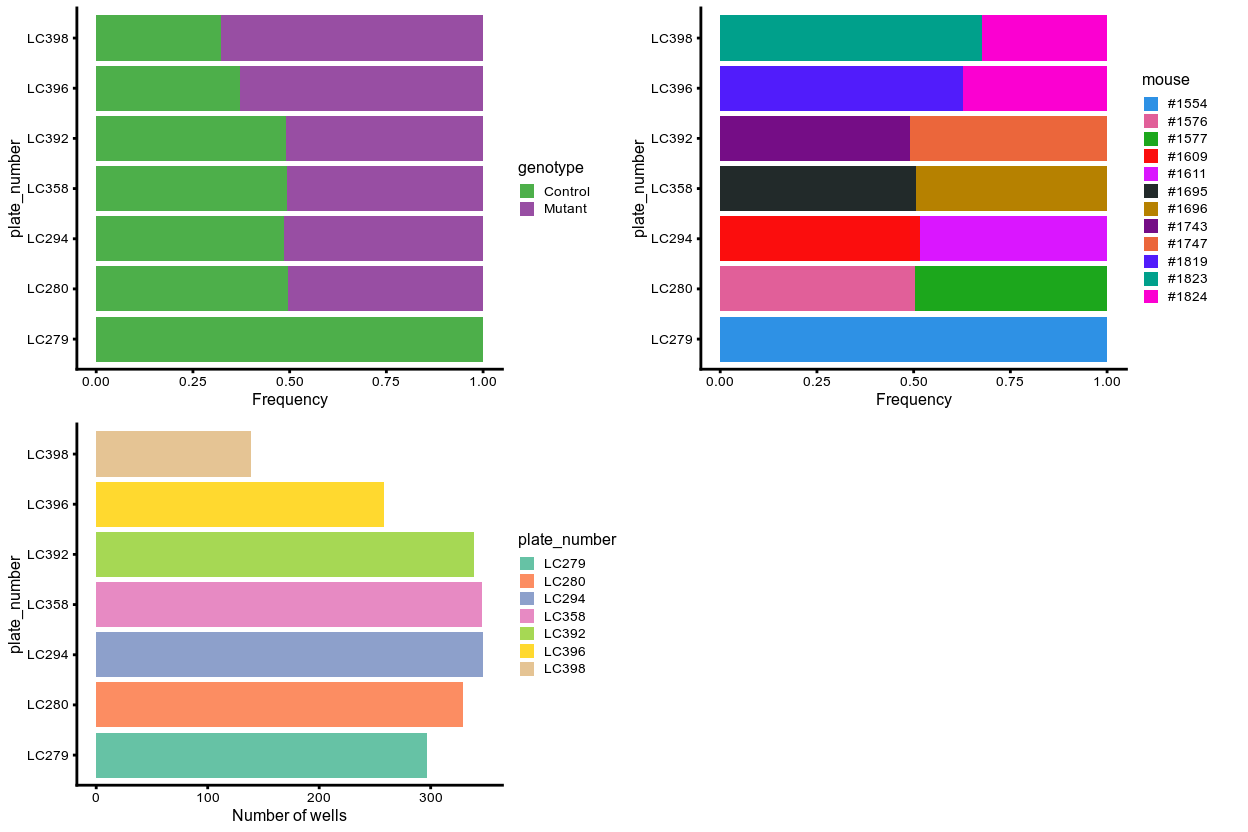 plate_number
LC398
LC396
LC392
LC358
LC294
LC280
LC279
0.00 0.25 0.50 0.75 1.00
Frequency
genotype
Control
Mutant
plate_number
LC398
LC396
LC392
LC358
LC294
LC280
LC279
0.00 0.25 0.50 0.75 1.00
Frequency
mouse
#1554
#1576
#1577
#1609
#1611
#1695
#1696
#1743
#1747
#1819
#1823
#1824
plate_number
LC398
LC396
LC392
LC358
LC294
LC280
LC279
0 100 200 300
Number of wells
plate_number
LC279
LC280
LC294
LC358
LC392
LC396
LC398